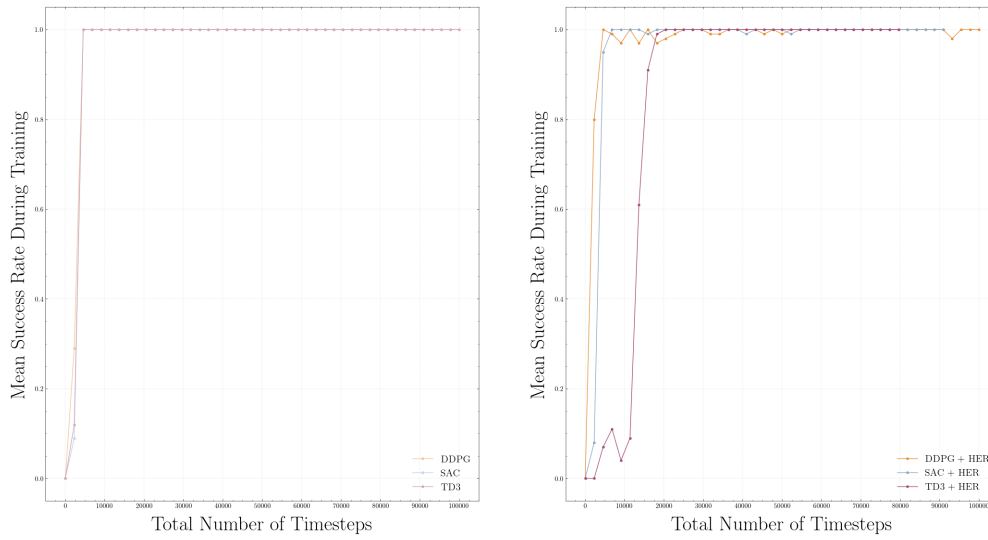 Mean Success Rate During Training
1.0
0.8
0.6
0.4
0.2
0.0
DDPG
SAC
TD3
0 10000 20000 30000 40000 50000 60000 70000 80000 90000 100000
Total Number of Timesteps
Mean Success Rate During Training
1.0
0.8
0.6
0.4
0.2
0.0
DDPG + HER
SAC + HER
TD3 + HER
0 10000 20000 30000 40000 50000 60000 70000 80000 90000 100000
Total Number of Timesteps